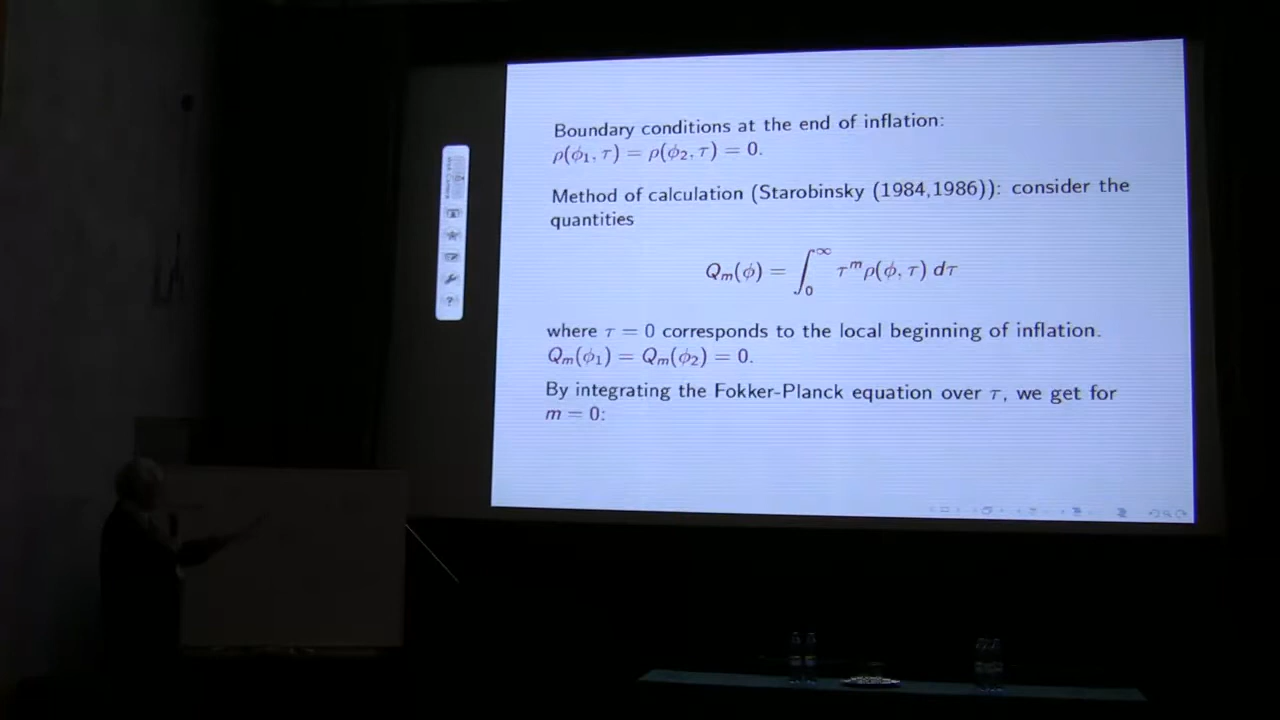 Boundary conditions at the end of inflation:
ρ(ϕ₁, τ) = ρ(ϕ₂, τ) = 0.
Method of calculation (Starobinsky (1984,1986)): consider the
quantities
Qₘ(ϕ) = ∫₀^∞ τᵐρ(ϕ, τ) dτ
where τ = 0 corresponds to the local beginning of inflation.
Qₘ(ϕ₁) = Qₘ(ϕ₂) = 0.
By integrating the Fokker-Planck equation over τ, we get for
m = 0: